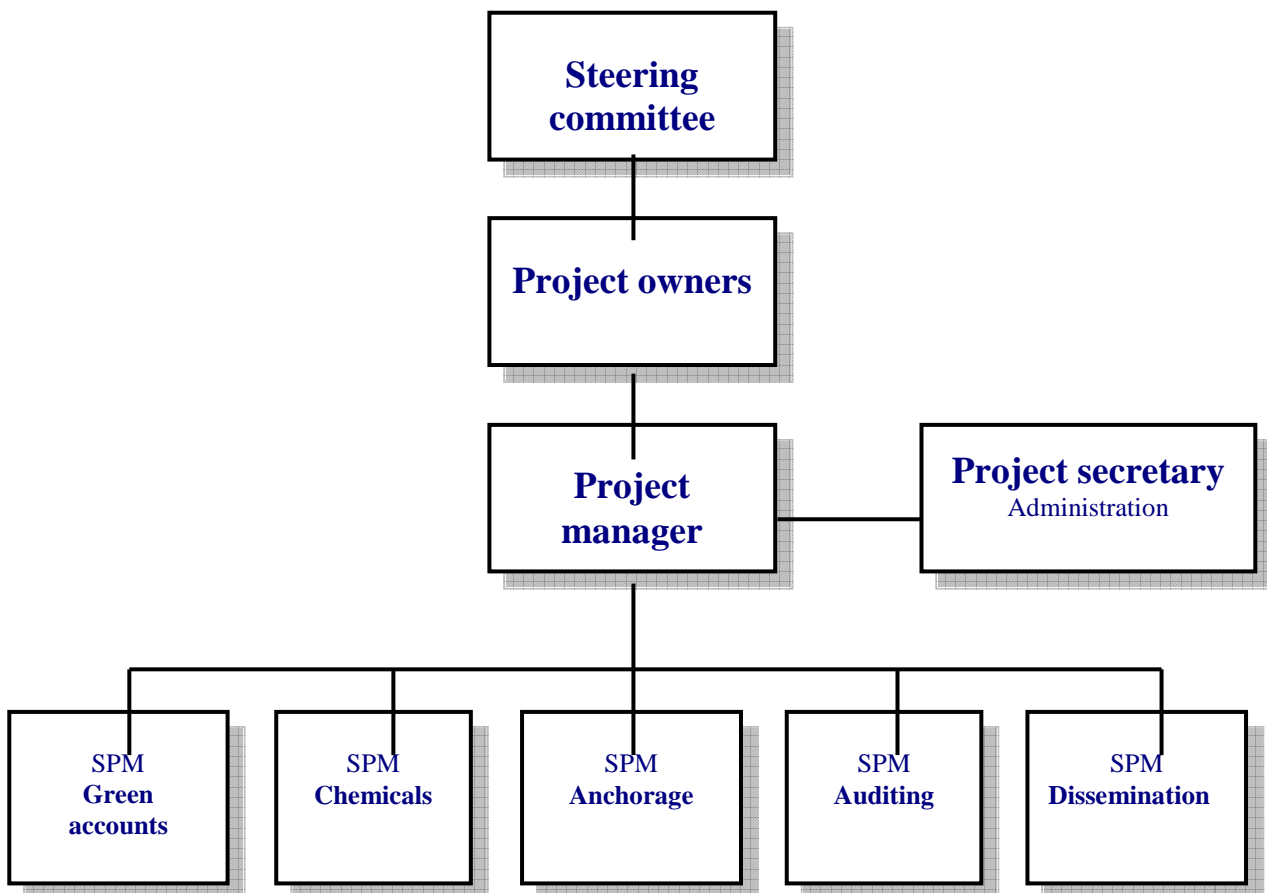 Steering
committee
Project owners
Project
manager
Project secretary
Administration
SPM
Green
accounts
SPM
Chemicals
SPM
Anchorage
SPM
Auditing
SPM
Dissemination